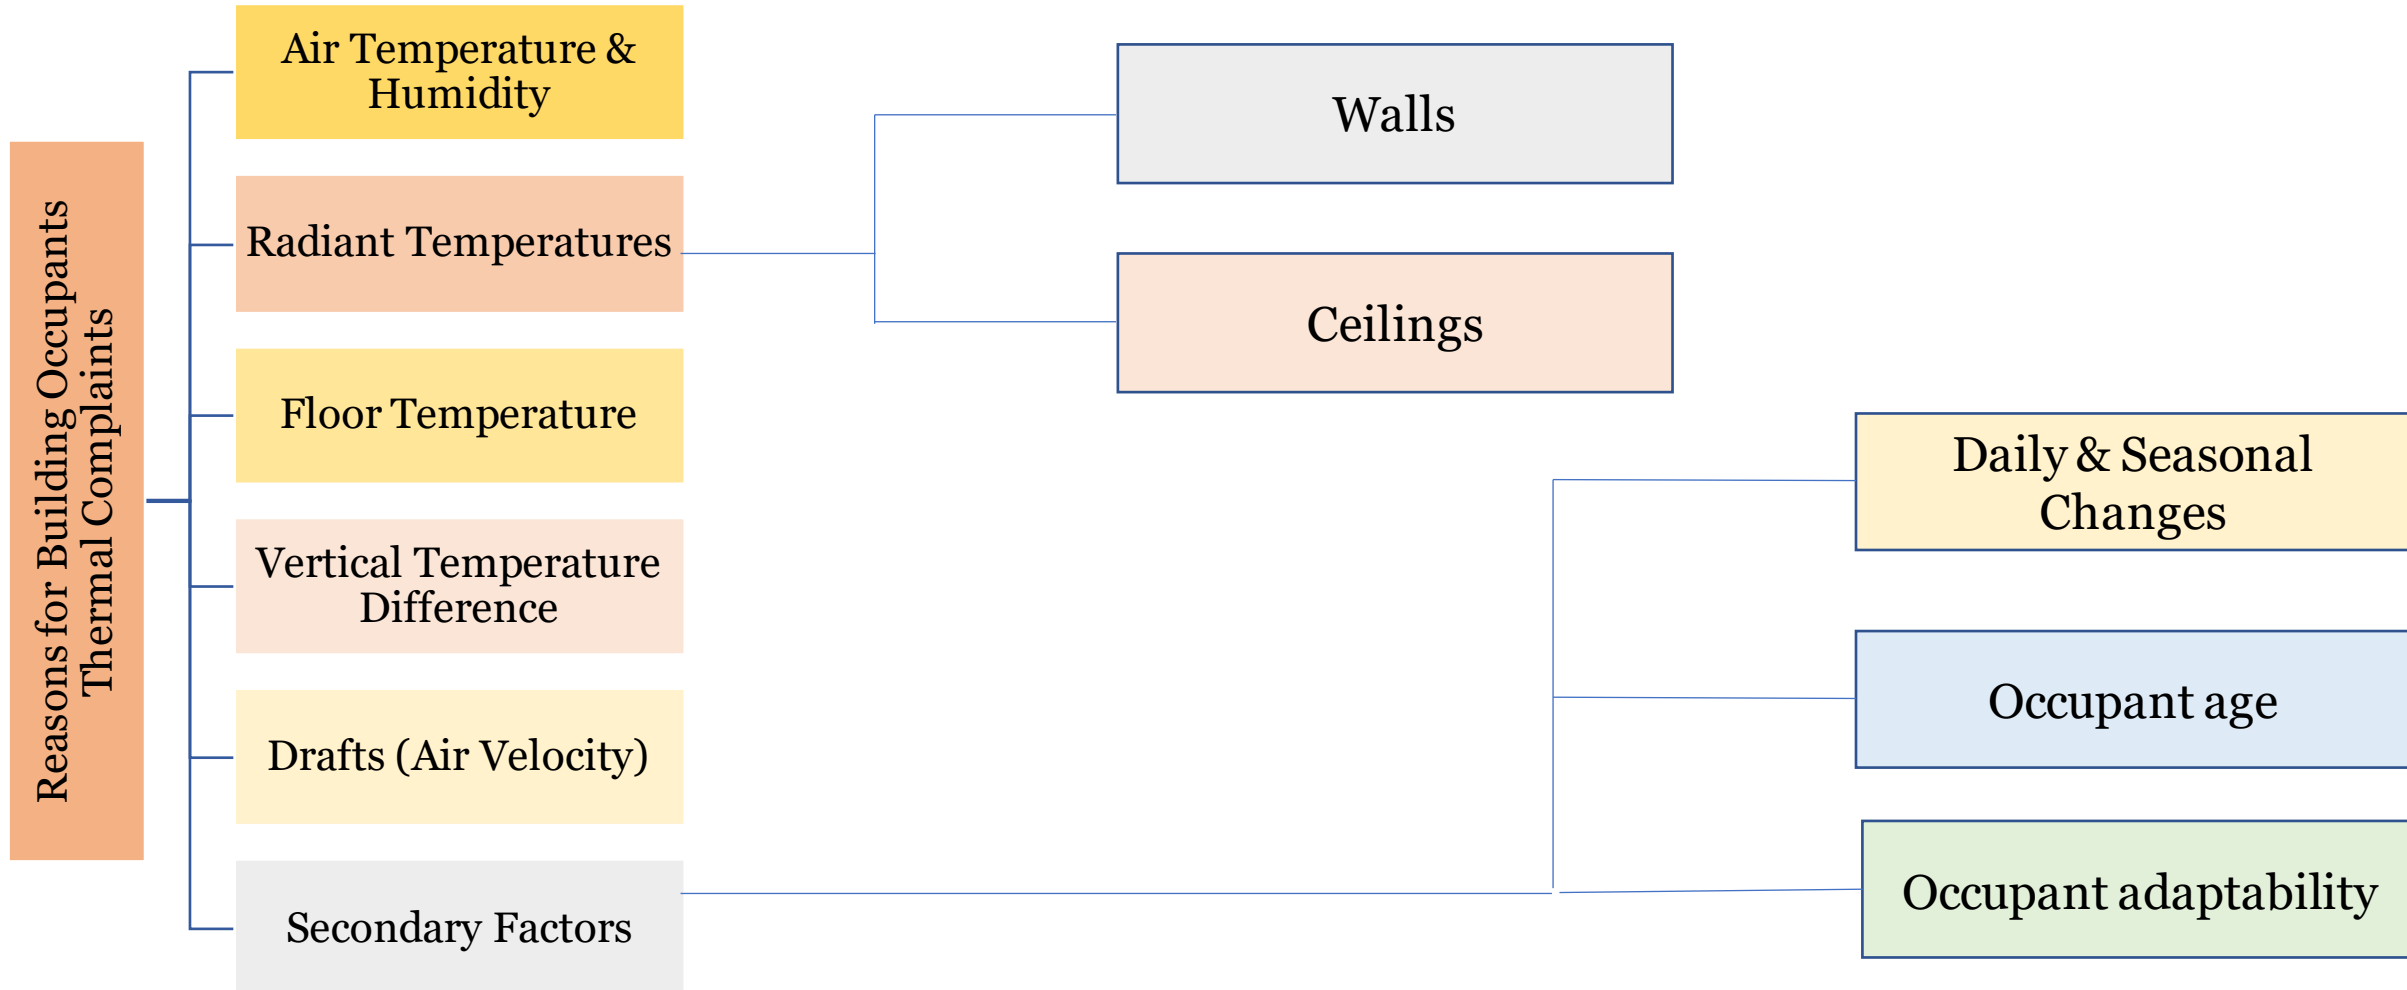 Reasons for Building Occupants
Thermal Complaints
Air Temperature &
Humidity
Radiant Temperatures
Floor Temperature
Vertical Temperature
Difference
Drafts (Air Velocity)
Secondary Factors
Walls
Ceilings
Daily & Seasonal
Changes
Occupant age
Occupant adaptability